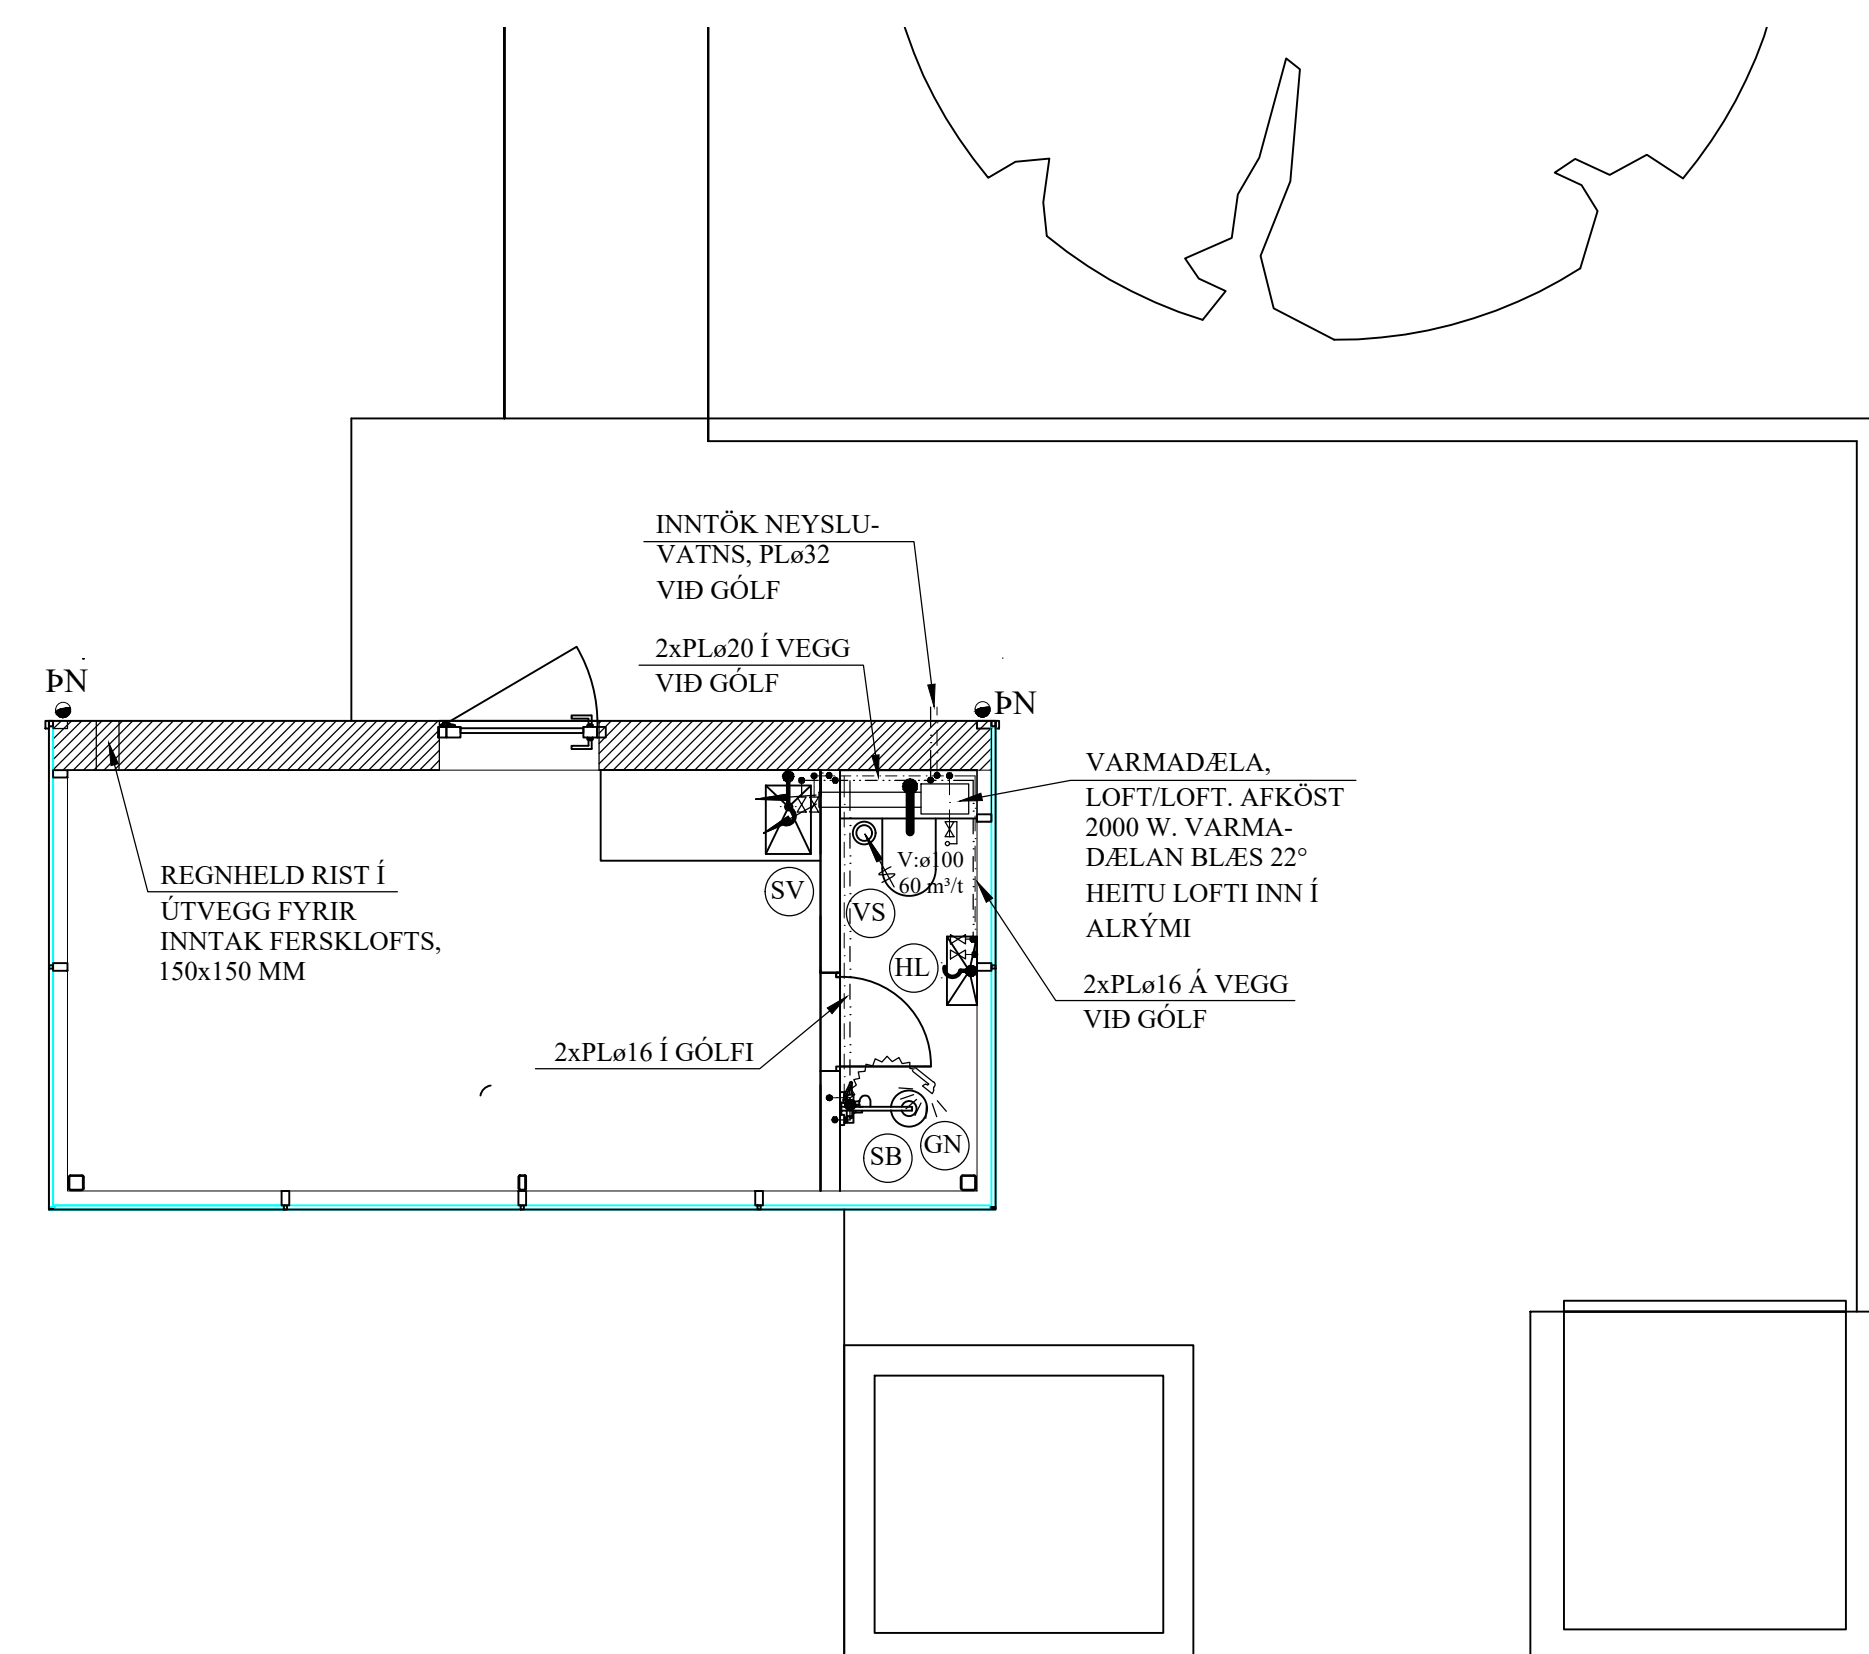 INNTÖK NEYSLU-
VATNS, PLø32
VIÐ GÓLF
2xPLø20 Í VEGG
VIÐ GÓLF
ÞN
ÞN
VARMADÆLA,
LOFT/LOFT. AFKÖST
2000 W. VARMA-
DÆLAN BLÆS 22°
HEITU LOFTI INN Í
ALRÝMI
REGNHELD RIST Í
ÚTVEGG FYRIR
INNTAK FERSKLOFTS,
150x150 MM
V:ø100
60 m³/t
SV
VS
HL
2xPLø16 Á VEGG
VIÐ GÓLF
2xPLø16 Í GÓLFI
SB
GN